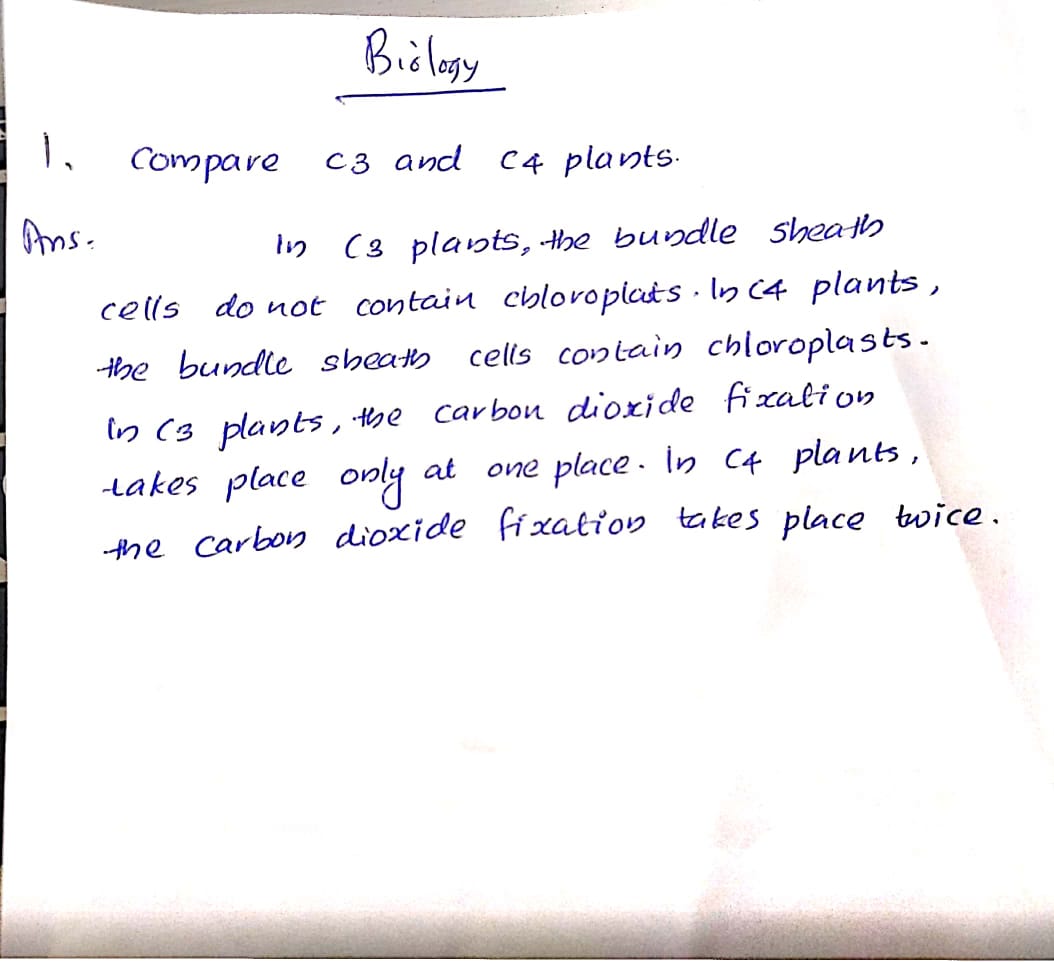 Biology
1. Compare C3 and C4 plants.
Ans. In C3 plants, the bundle sheath
cells do not contain chloroplats. In C4 plants,
the bundle sheath cells contain chloroplasts.
In C3 plants, the carbon dioxide fixation
takes place only at one place. In C4 plants,
the carbon dioxide fixation takes place twice.